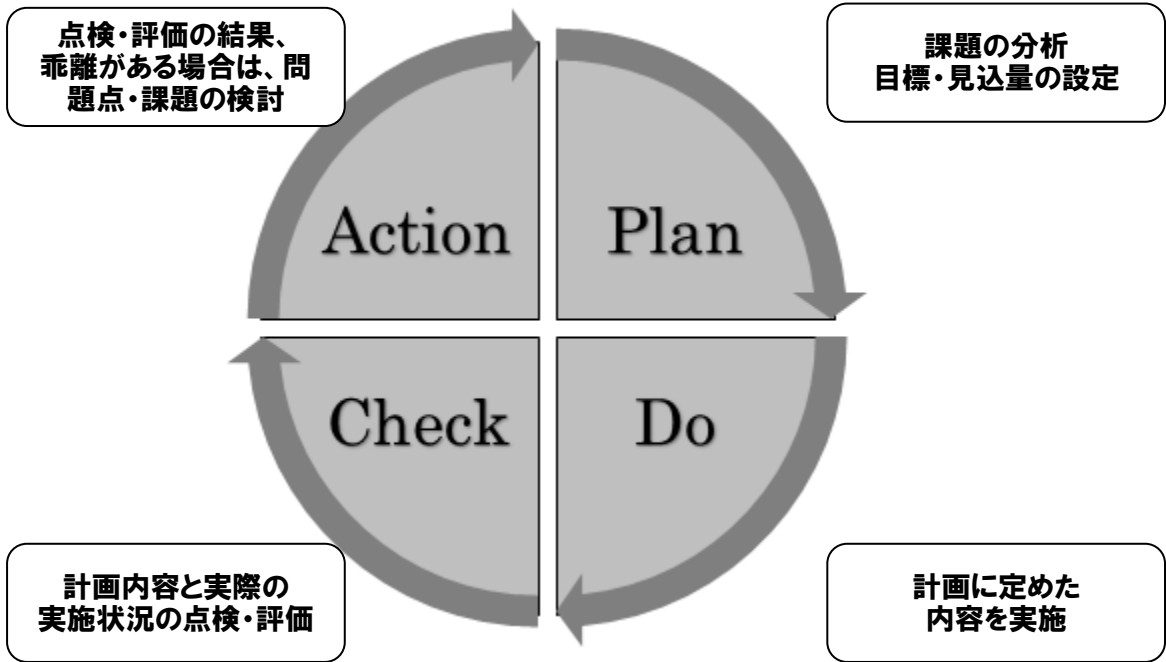 点検・評価の結果、
乖離がある場合は、問
題点・課題の検討
課題の分析
目標・見込量の設定
Action
Plan
Check
Do
計画内容と実際の
実施状況の点検・評価
計画に定めた
内容を実施